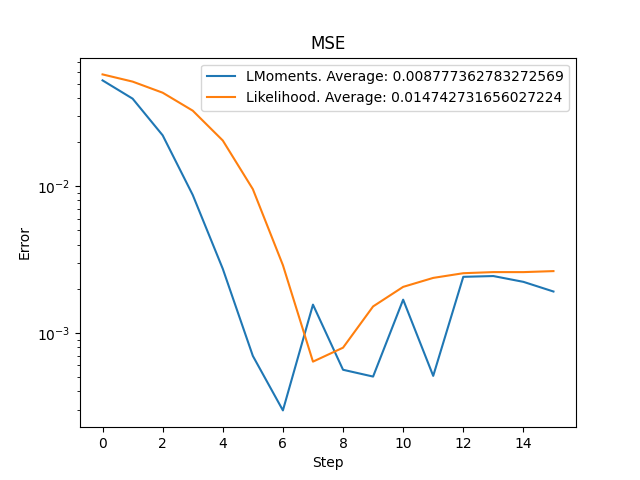 MSE
LMoments. Average: 0.008777362783272569
Likelihood. Average: 0.014742731656027224
10⁻²
10⁻³
Error
0 2 4 6 8 10 12 14
Step